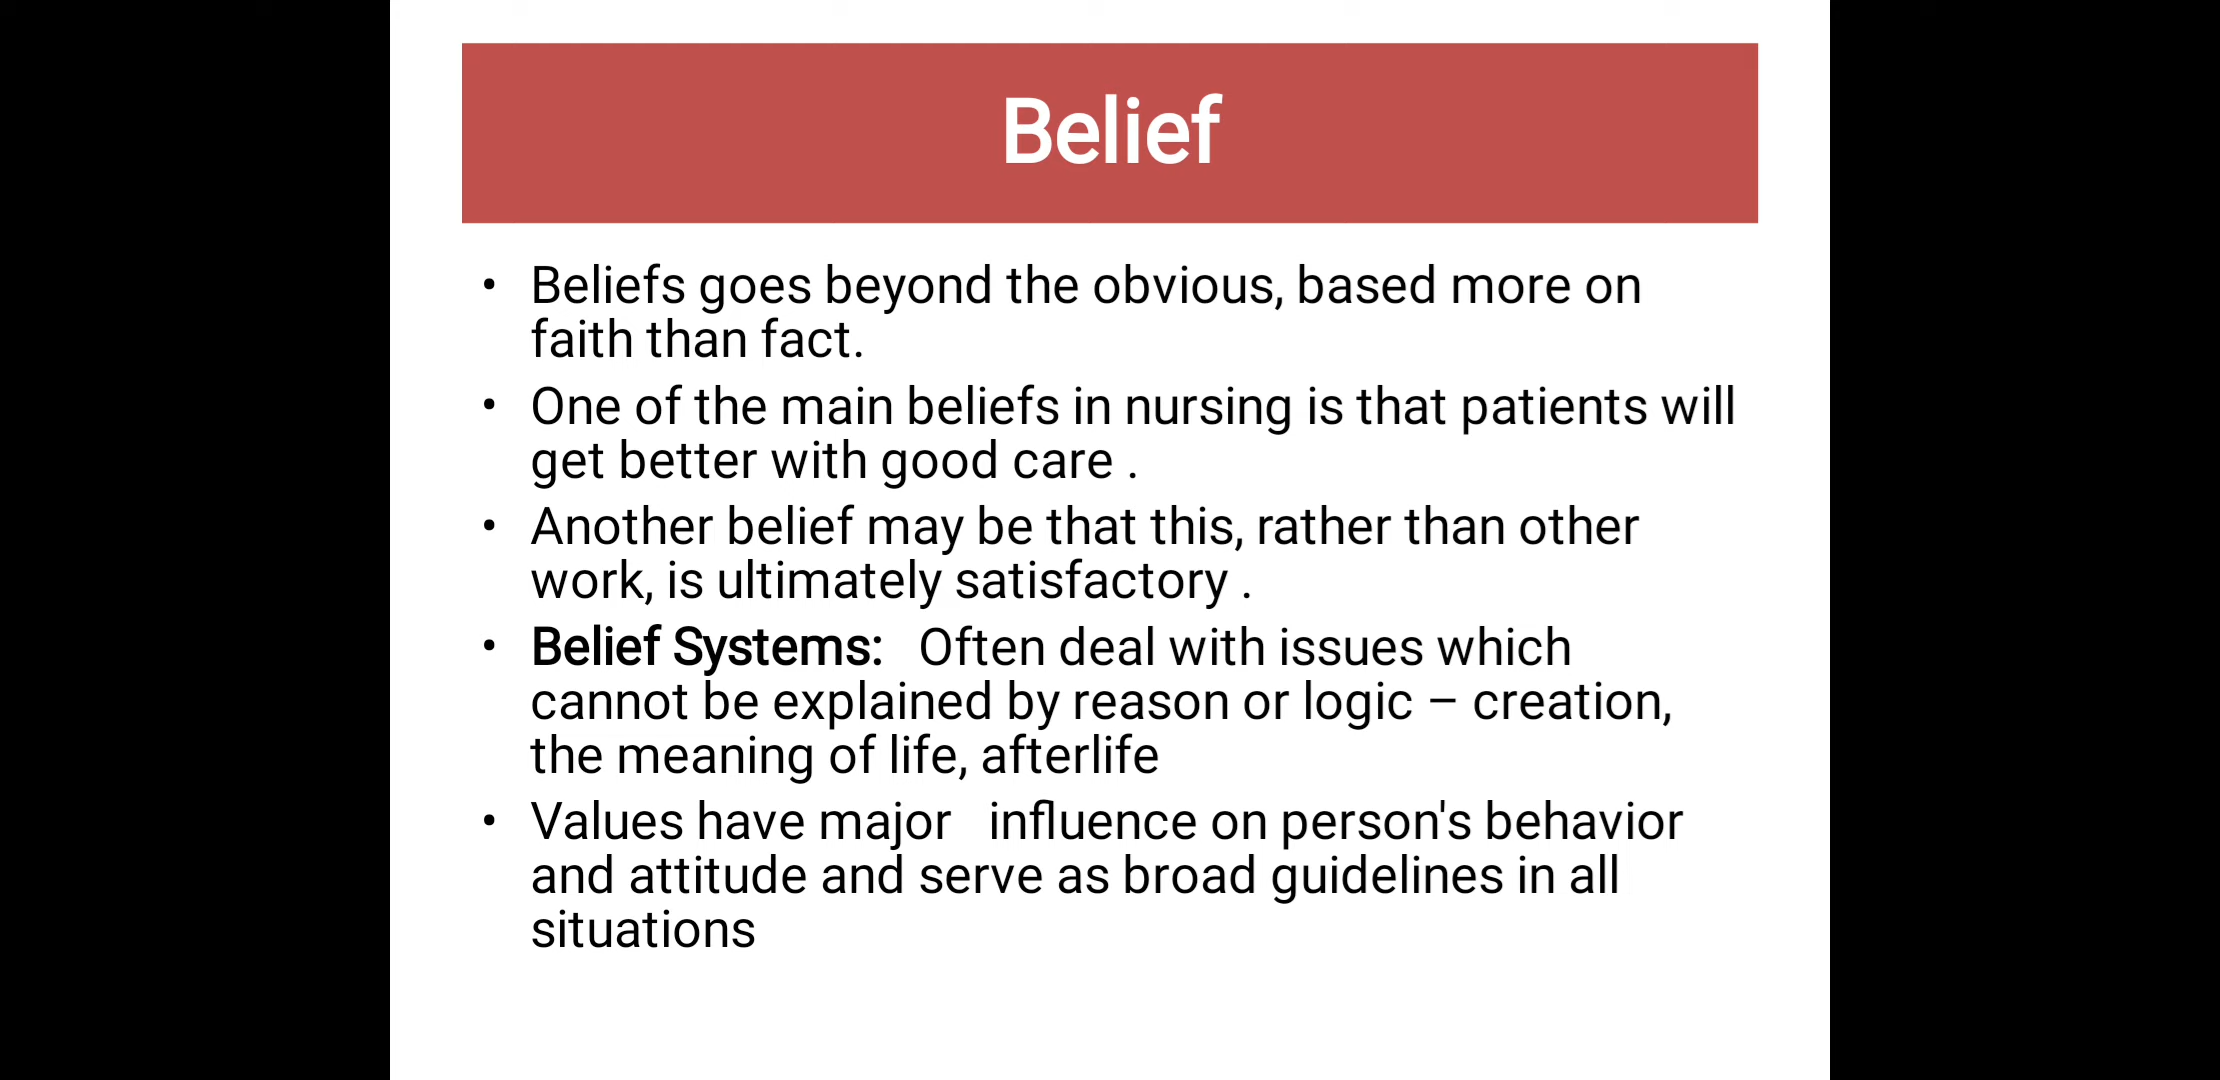 Belief
• Beliefs goes beyond the obvious, based more on
faith than fact.
• One of the main beliefs in nursing is that patients will
get better with good care .
• Another belief may be that this, rather than other
work, is ultimately satisfactory .
• Belief Systems:   Often deal with issues which
cannot be explained by reason or logic – creation,
the meaning of life, afterlife
• Values have major   influence on person's behavior
and attitude and serve as broad guidelines in all
situations